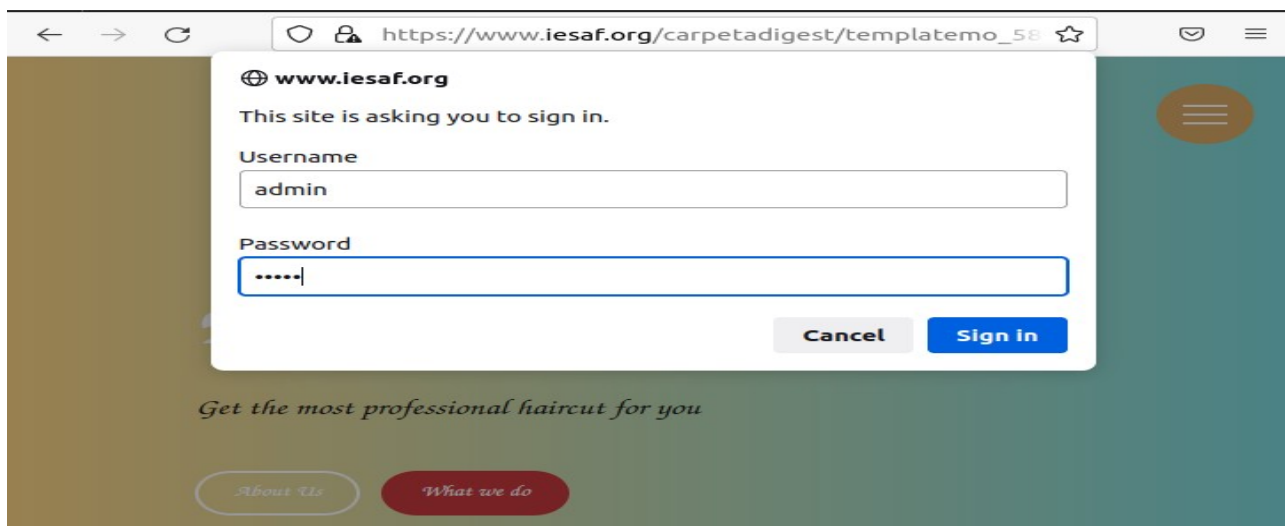 https://www.iesaf.org/carpetadigest/templatemo_58
www.iesaf.org
This site is asking you to sign in.
Username
admin
Password
•••••
Cancel
Sign in
Get the most professional haircut for you
About Us
What we do